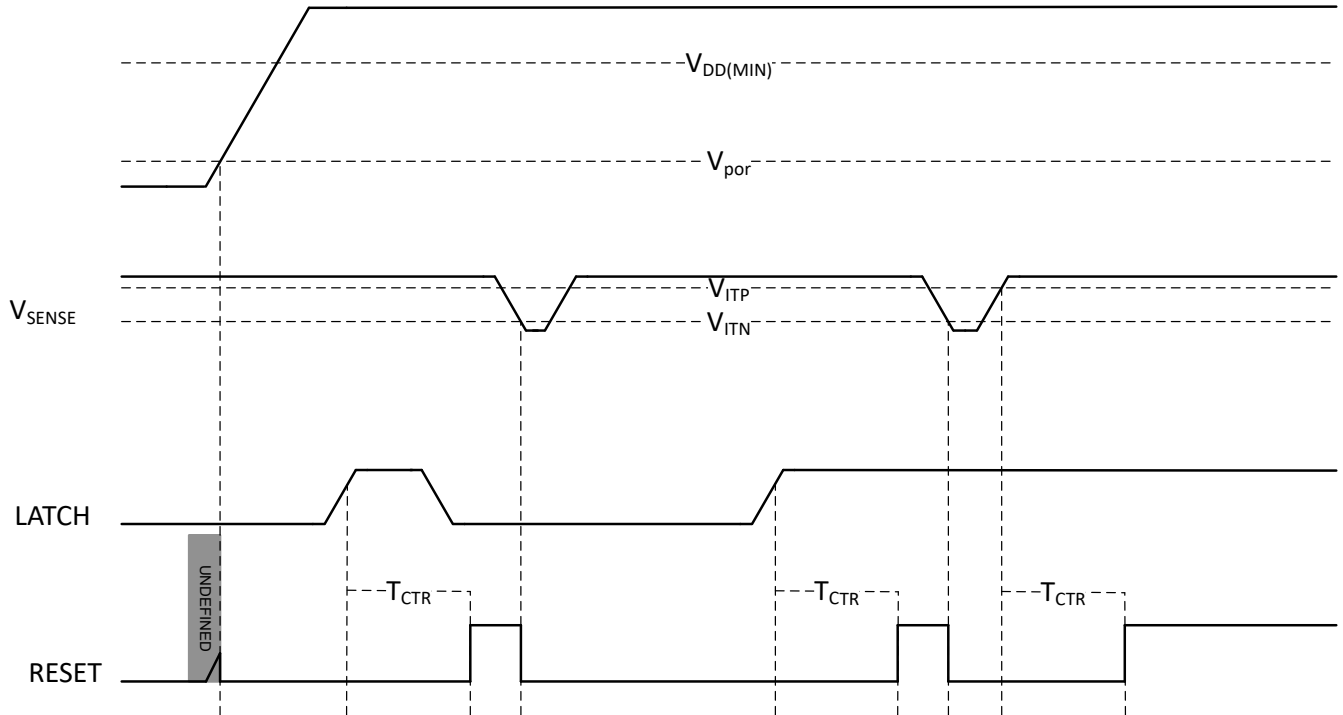 VDD(MIN)
Vpor
VSENSE
VITP
VITN
LATCH
UNDEFINED
TCTR
TCTR
TCTR
RESET